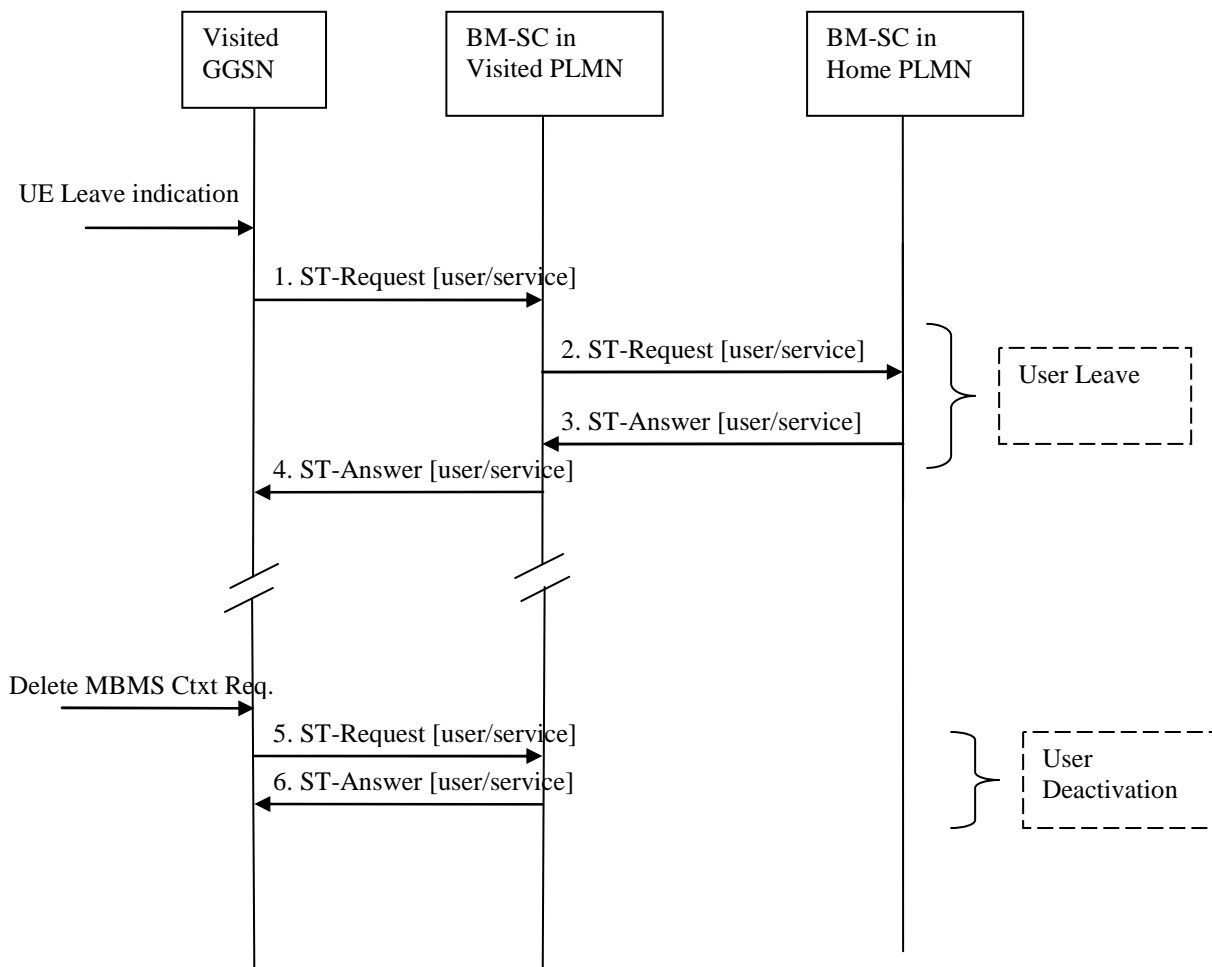 Visited
GGSN
BM-SC in
Visited PLMN
BM-SC in
Home PLMN
UE Leave indication
1. ST-Request [user/service]
2. ST-Request [user/service]
User Leave
3. ST-Answer [user/service]
4. ST-Answer [user/service]
Delete MBMS Ctxt Req.
5. ST-Request [user/service]
6. ST-Answer [user/service]
User
Deactivation